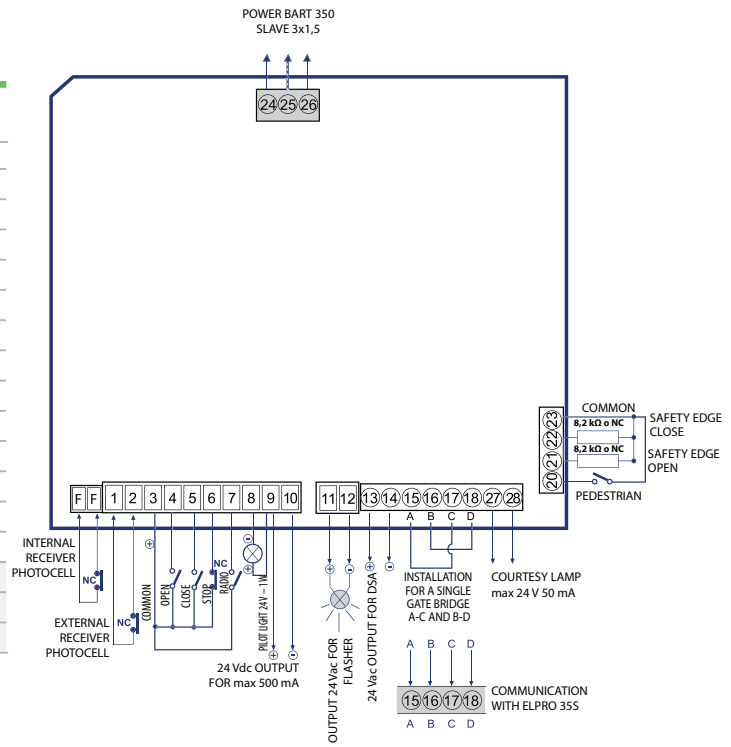 POWER BART 350
SLAVE 3x1,5
24 25 26
COMMON
8,2 kΩ o NC
SAFETY EDGE
CLOSE
8,2 kΩ o NC
SAFETY EDGE
OPEN
PEDESTRIAN
23
22
21
20
F F 1 2 3 4 5 6 7 8 9 10
11 12 13 14 15 16 17 18 27 28
A B C D
INTERNAL
RECEIVER
PHOTOCELL
NC
EXTERNAL
RECEIVER
PHOTOCELL
NC
COMMON
OPEN
CLOSE
STOP
NC
RADIO
PILOT LIGHT 24V – 1W
24 Vdc OUTPUT
FOR max 500 mA
OUTPUT 24 Vac FOR
FLASHER
24 Vac OUTPUT FOR DSA
INSTALLATION
FOR A SINGLE
GATE BRIDGE
A-C AND B-D
COURTESY LAMP
max 24 V 50 mA
A B C D
15 16 17 18
A B C D
COMMUNICATION
WITH ELPRO 35S